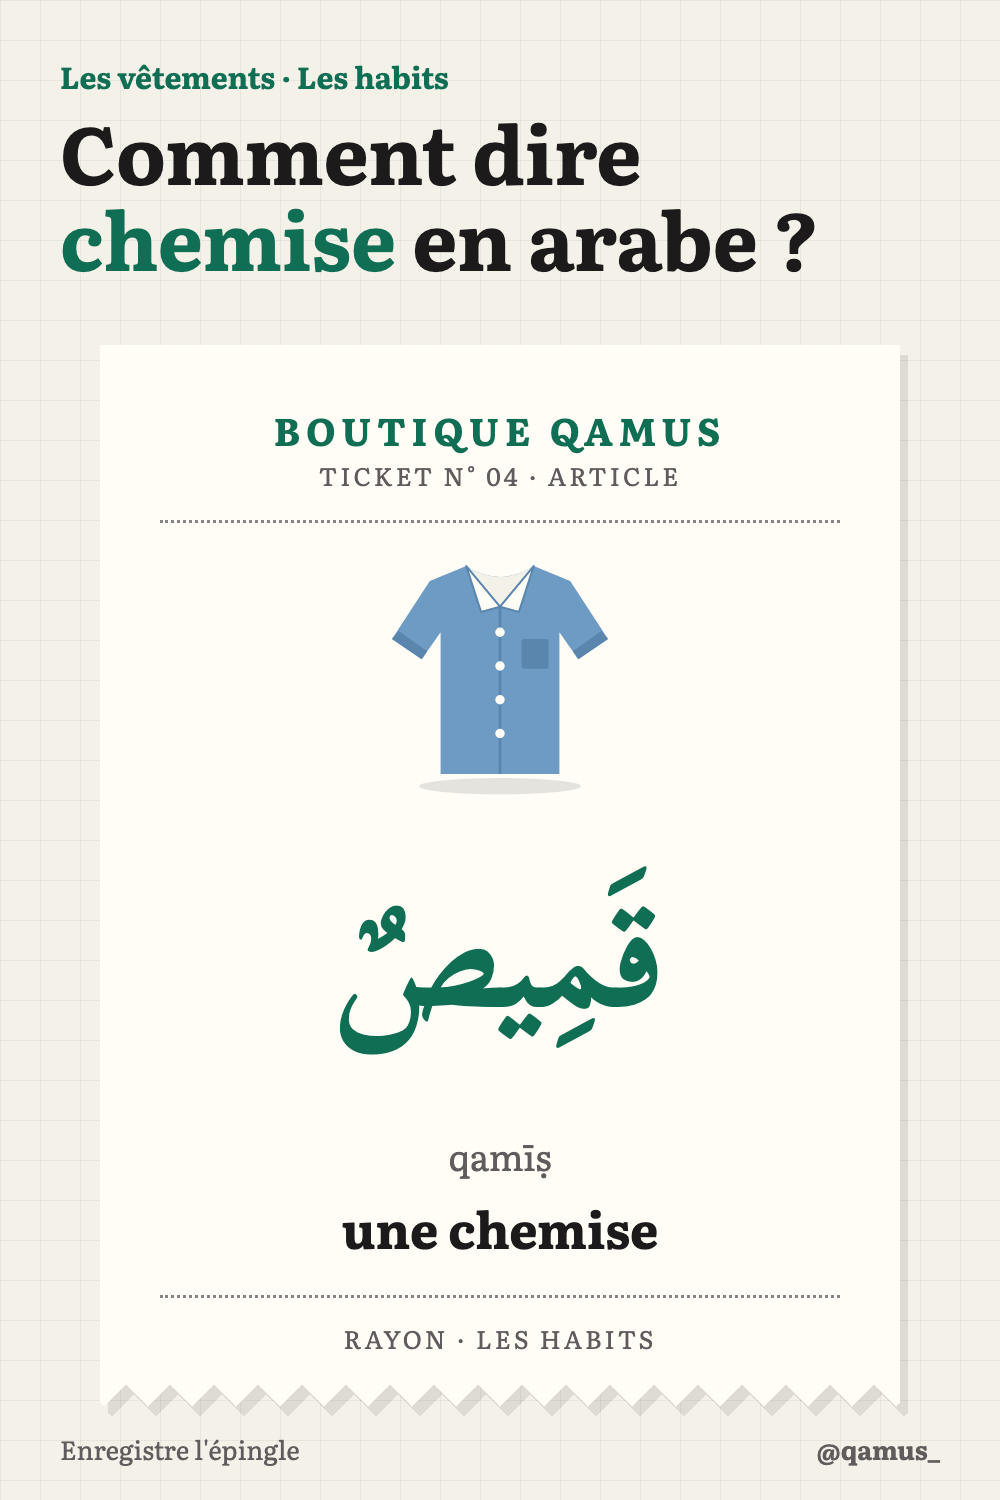 Les vêtements · Les habits
Comment dire
chemise en arabe ?
BOUTIQUE QAMUS
TICKET N° 04 · ARTICLE
قَمِيصٌ
qamīṣ
une chemise
RAYON · LES HABITS
Enregistre l'épingle
@qamus_